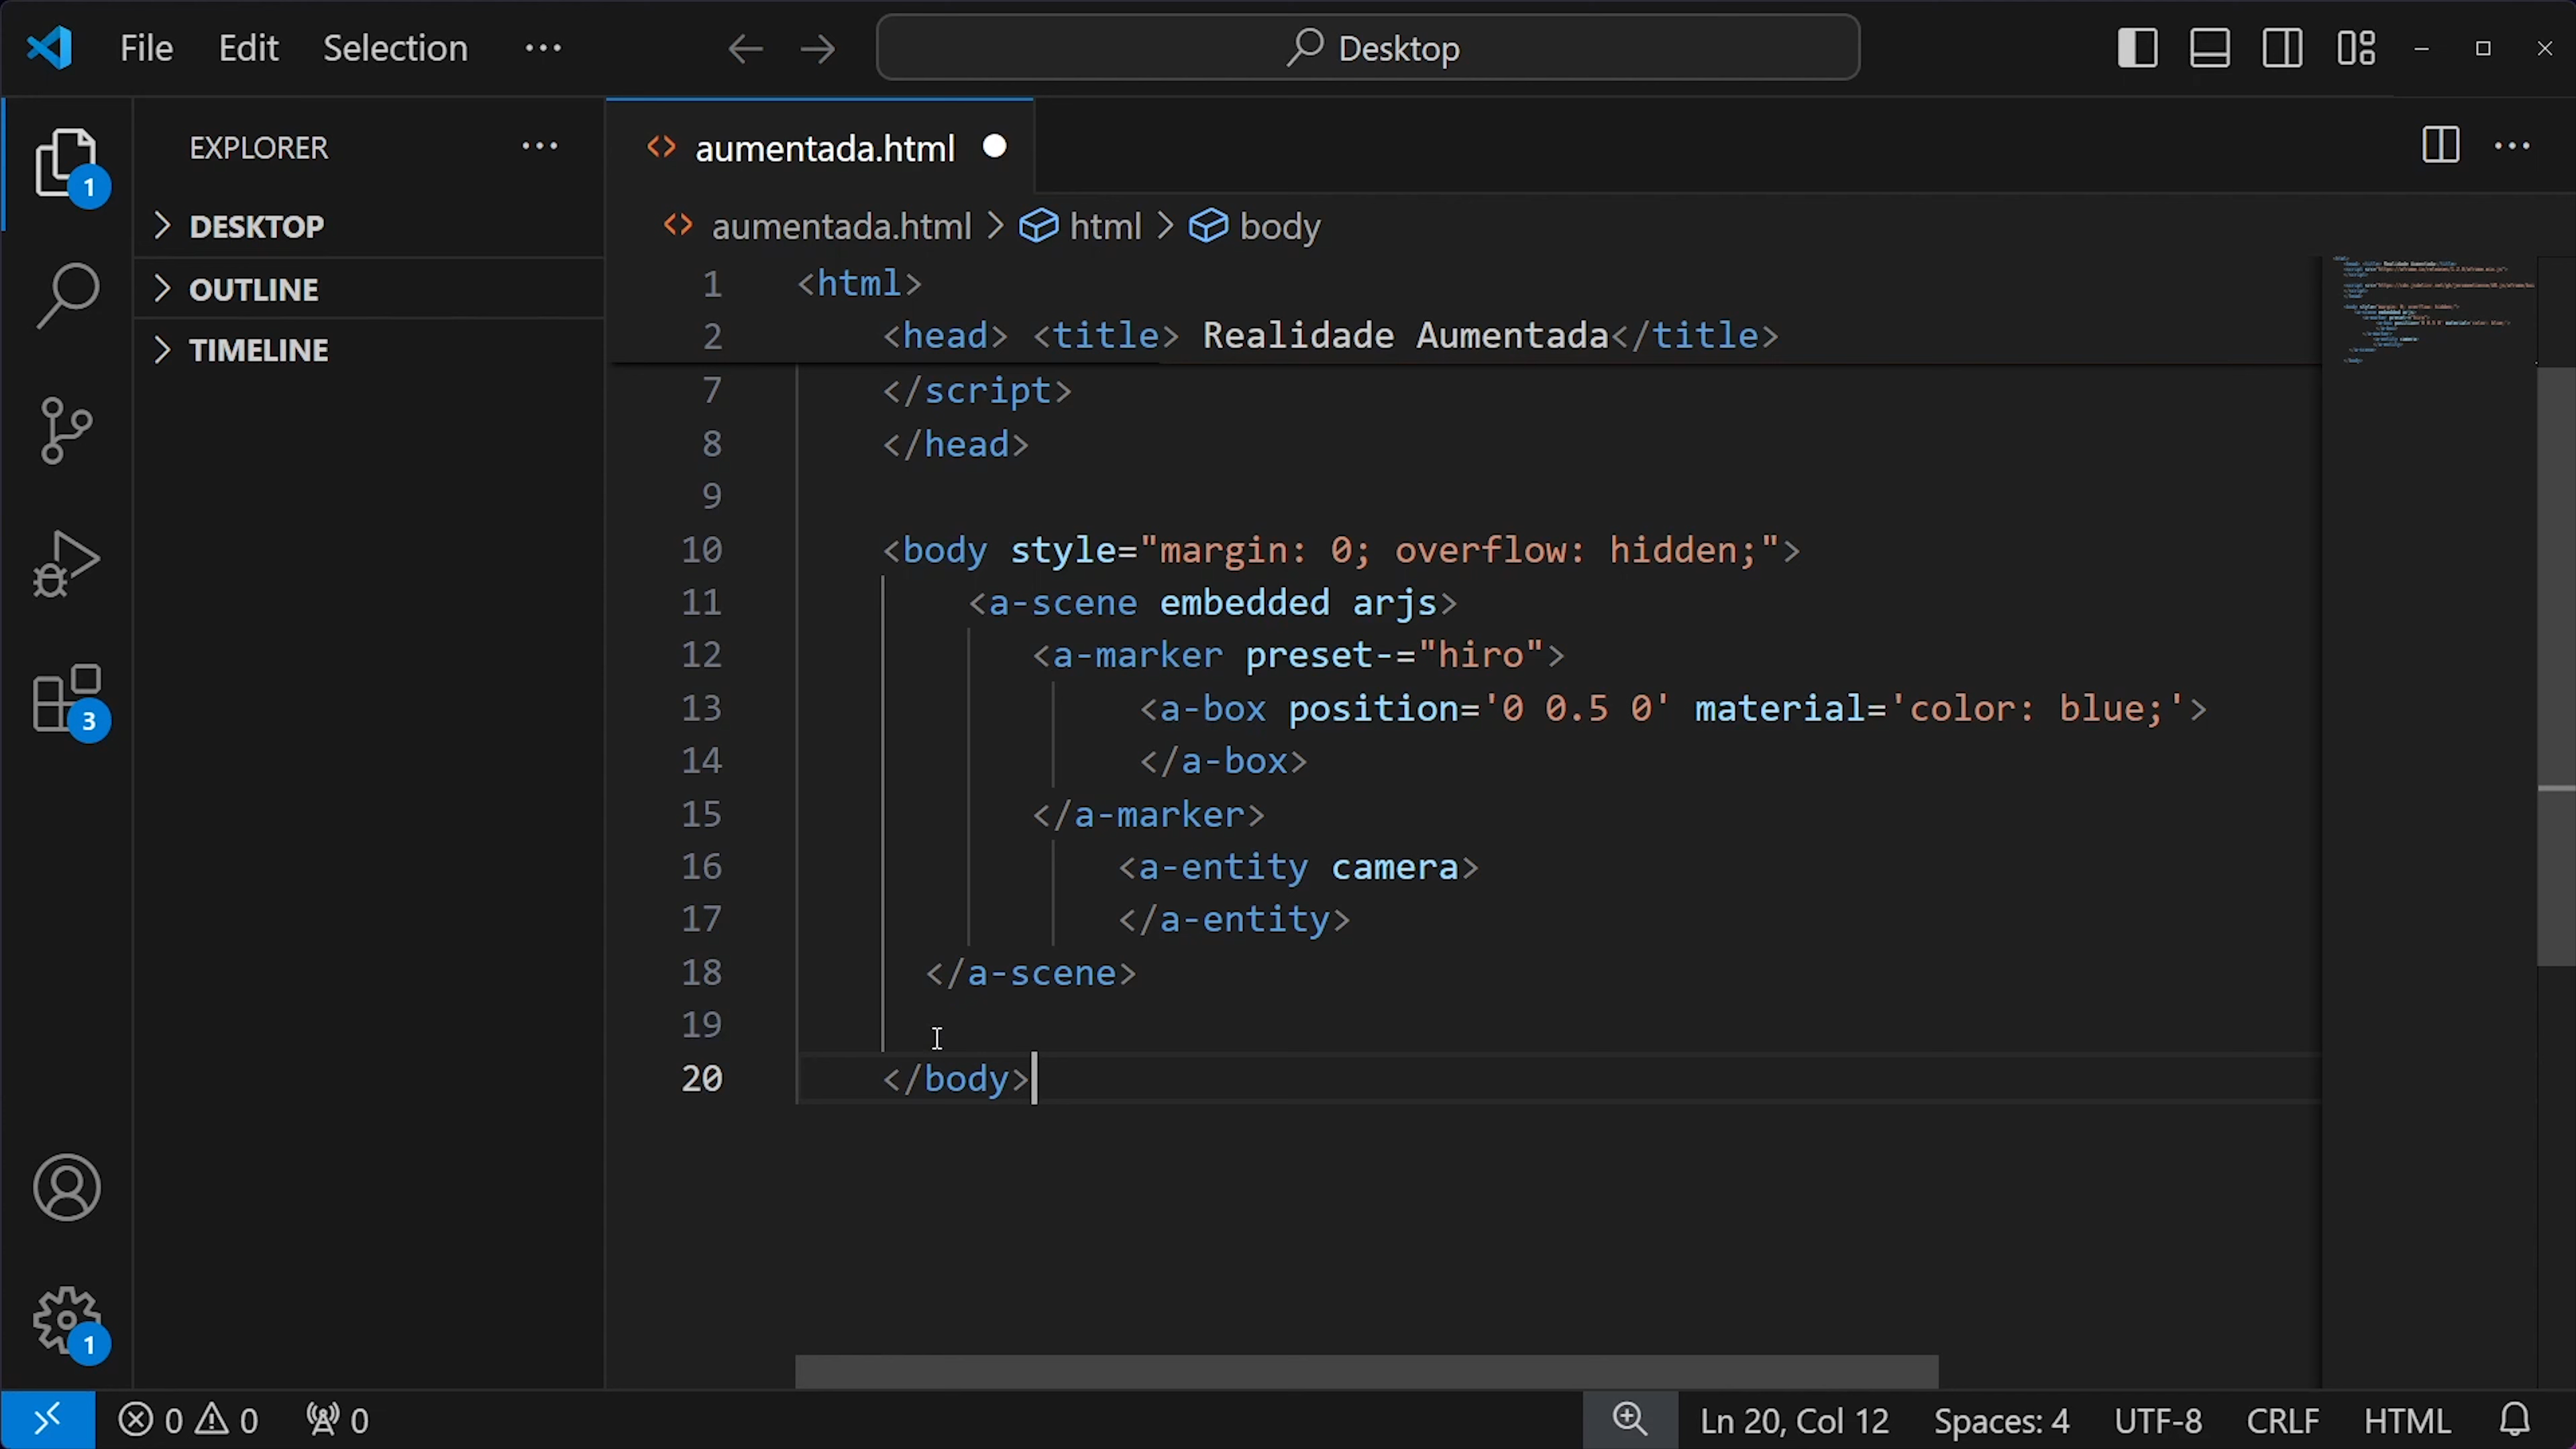 File Edit Selection ···
Desktop
EXPLORER ···
DESKTOP
OUTLINE
TIMELINE
1
3
1
aumentada.html
···
aumentada.html > html > body
1 <html>
2 <head> <title> Realidade Aumentada</title>
7 </script>
8 </head>
9
10 <body style="margin: 0; overflow: hidden;">
11 <a-scene embedded arjs>
12 <a-marker preset-="hiro">
13 <a-box position='0 0.5 0' material='color: blue;'>
14 </a-box>
15 </a-marker>
16 <a-entity camera>
17 </a-entity>
18 </a-scene>
19
20 </body>
0 0 0 Ln 20, Col 12 Spaces: 4 UTF-8 CRLF HTML